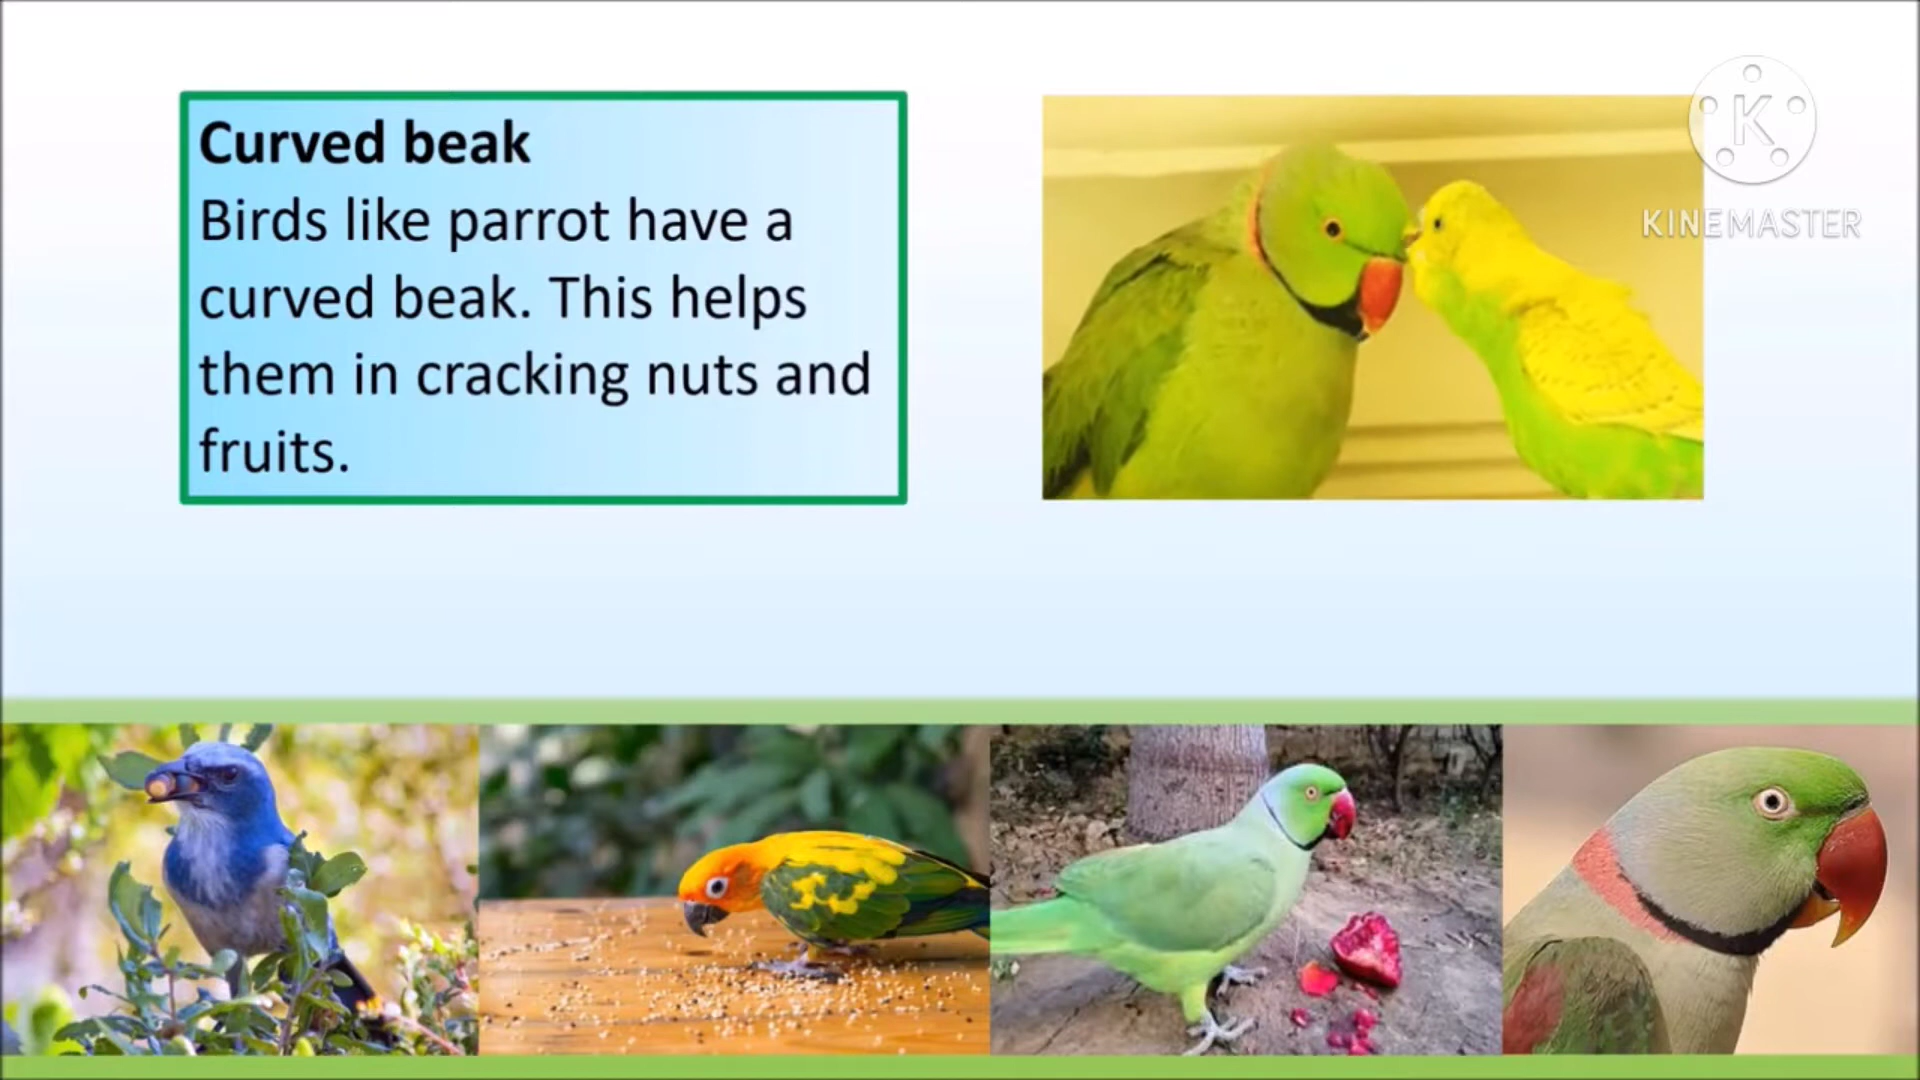 Curved beak
Birds like parrot have a
curved beak. This helps
them in cracking nuts and
fruits.
K
KINEMASTER